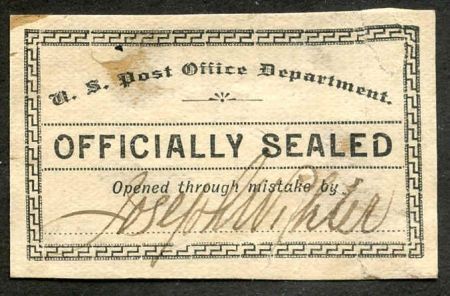 U. S. Post Office Department.
OFFICIALLY SEALED
Opened through mistake by
Joseph